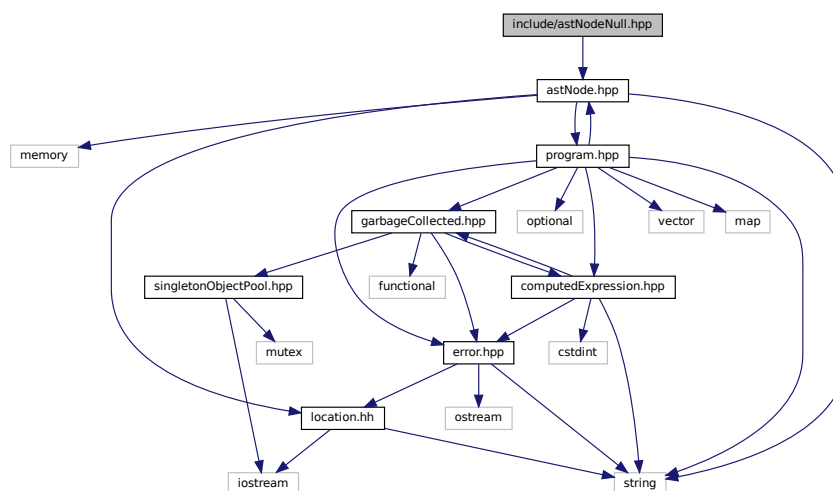 include/astNodeNull.hpp
astNode.hpp
memory
program.hpp
garbageCollected.hpp
optional
vector
map
singletonObjectPool.hpp
functional
computedExpression.hpp
mutex
error.hpp
cstdint
location.hh
ostream
iostream
string